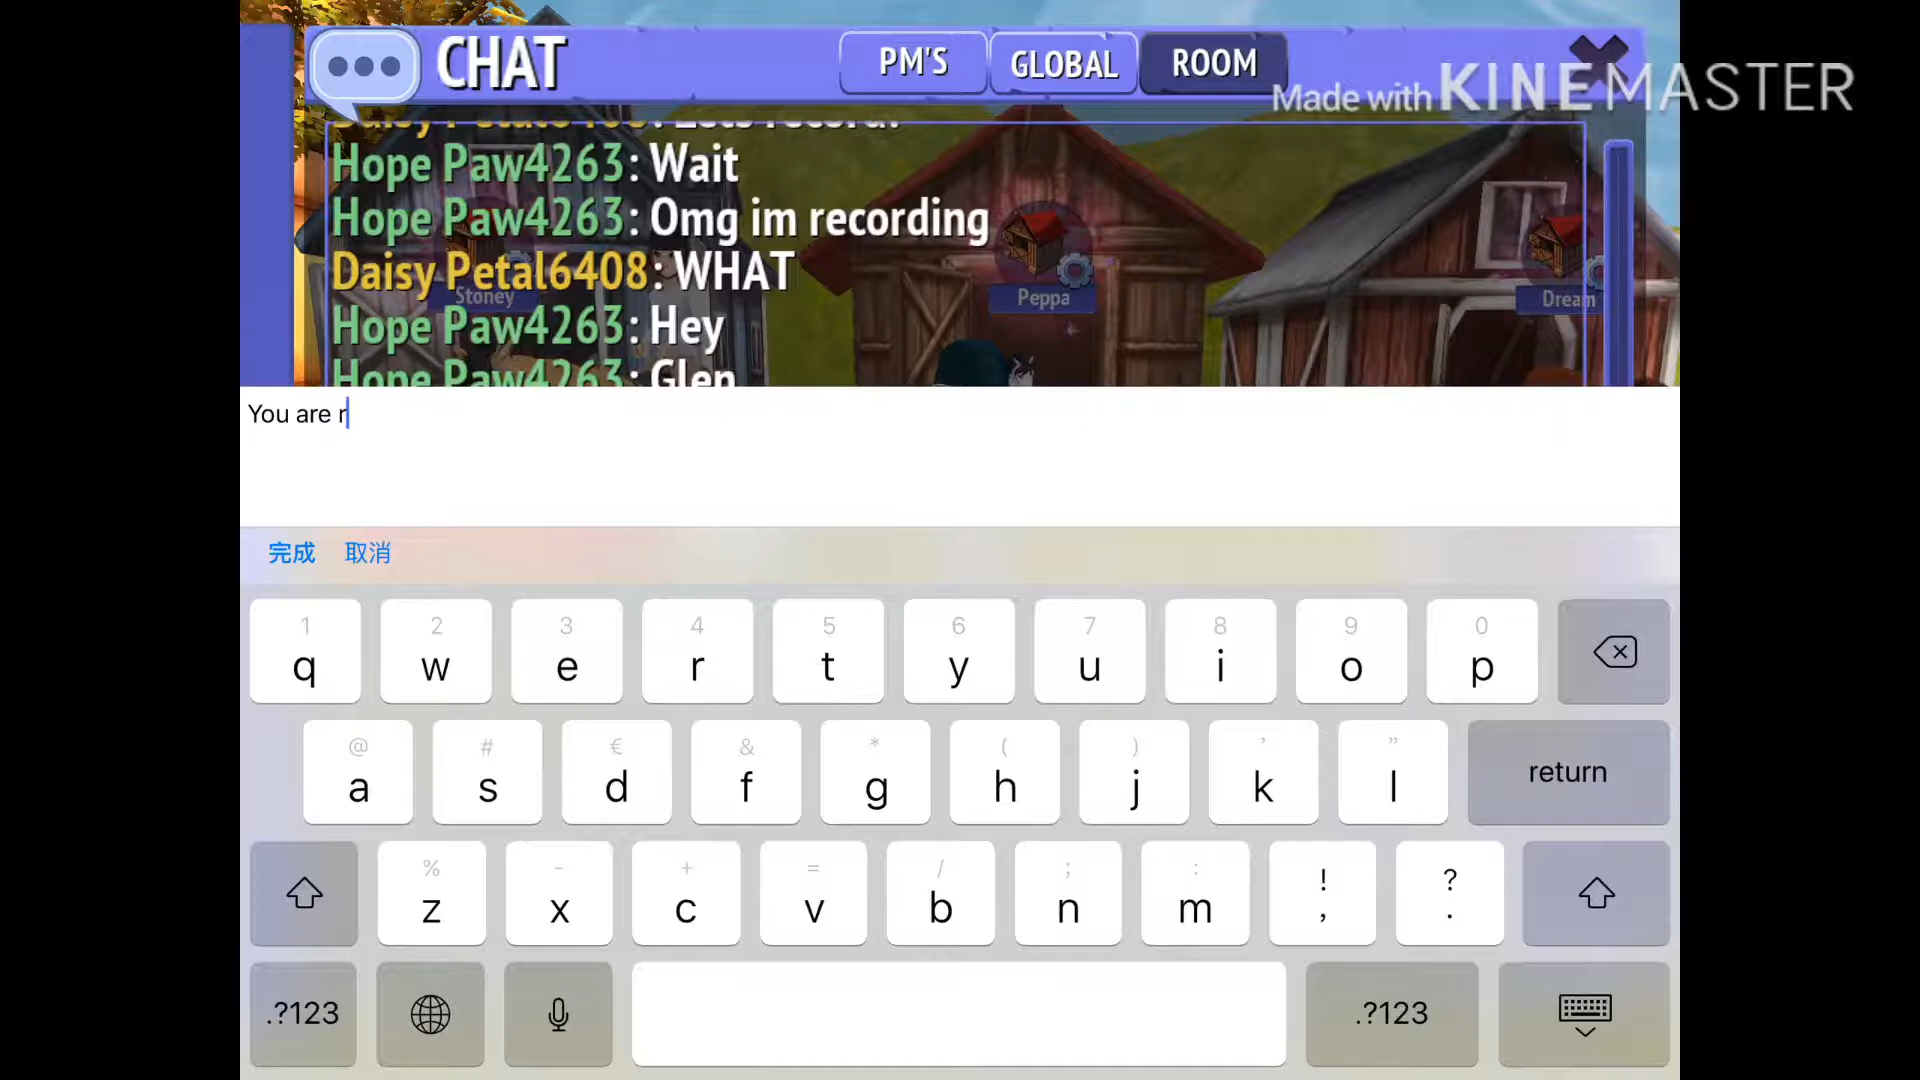 CHAT
PM'S
GLOBAL
ROOM
Made with KINEMASTER
Hope Paw4263: Wait
Hope Paw4263: Omg im recording
Daisy Petal6408: WHAT
Stoney
Peppa
Dream
Hope Paw4263: Hey
Hope Paw4263: Glen
You are r
完成 取消
1 2 3 4 5 6 7 8 9 0
q w e r t y u i o p
@ # € & * ( ) ' "
a s d f g h j k l return
% - + = / ; : ! ?
z x c v b n m , .
.?123 .?123